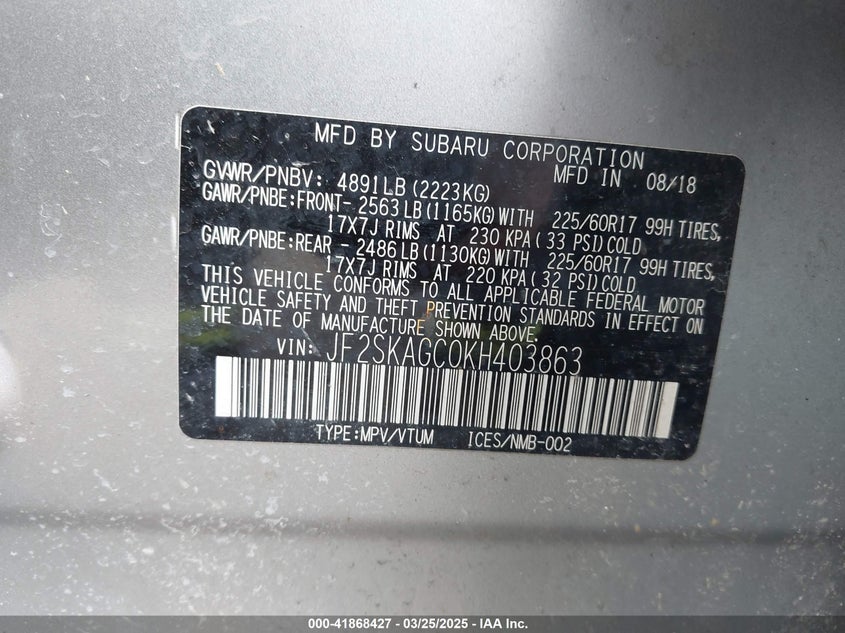 MFD BY SUBARU CORPORATION
MFD IN 08/18
GVWR/PNBV: 4891LB (2223KG)
GAWR/PNBE:FRONT- 2563 LB (1165KG) WITH 225/60R17 99H TIRES,
17X7J RIMS AT 230 KPA ( 33 PSI) COLD
GAWR/PNBE:REAR - 2486 LB (1130KG) WITH 225/60R17 99H TIRES,
17X7J RIMS AT 220 KPA ( 32 PSI) COLD
THIS VEHICLE CONFORMS TO ALL APPLICABLE FEDERAL MOTOR
VEHICLE SAFETY AND THEFT PREVENTION STANDARDS IN EFFECT ON
THE DATE OF MANUFACTURE SHOWN ABOVE.
VIN: JF2SKAGC0KH403863
TYPE:MPV/VTUM ICES/NMB-002
000-41868427 - 03/25/2025 - IAA Inc.